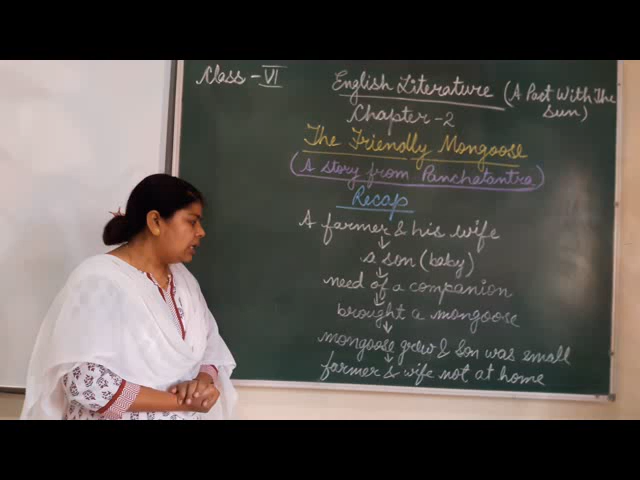 Class - VI
English Literature (A Pact With The Sun)
Chapter - 2
The Friendly Mongoose
(A story from Panchatantra)
Recap
A farmer & his wife
↓
a son (baby)
↓
need of a companion
↓
brought a mongoose
↓
mongoose grew & son was small
↓
farmer & wife not at home